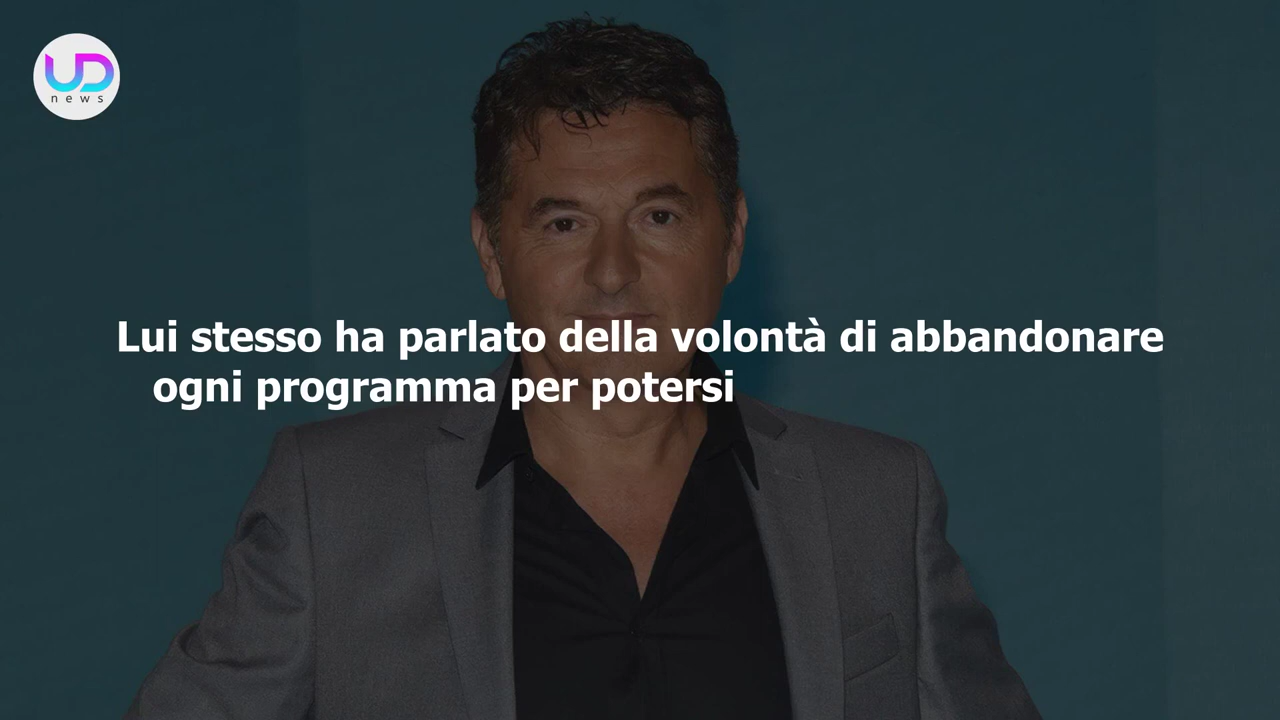 UD
news
Lui stesso ha parlato della volontà di abbandonare
ogni programma per potersi